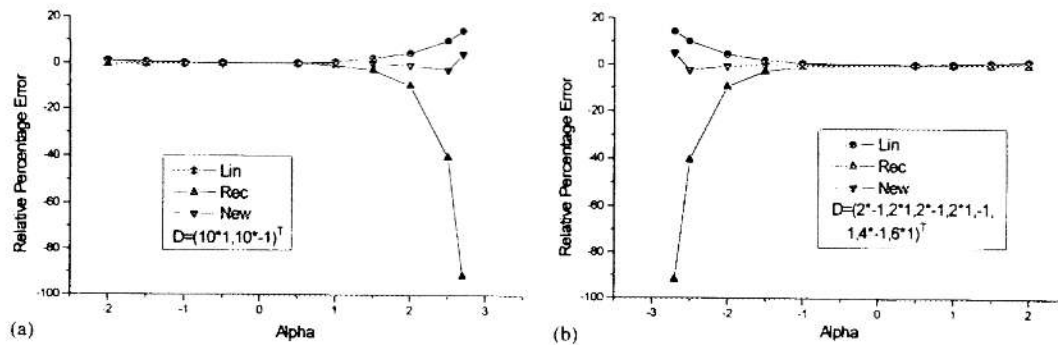 20
0
-20
-40
-60
-80
-100
Relative Percentage Error
Lin
Rec
New
D=(10*1,10*-1)ᵀ
-2 -1 0 1 2 3
Alpha
(a)
20
0
-20
-40
-60
-80
-100
Relative Percentage Error
Lin
Rec
New
D=(2*-1,2*1,2*-1,2*1,-1,
1,4*-1,6*1)ᵀ
-3 -2 -1 0 1 2
Alpha
(b)